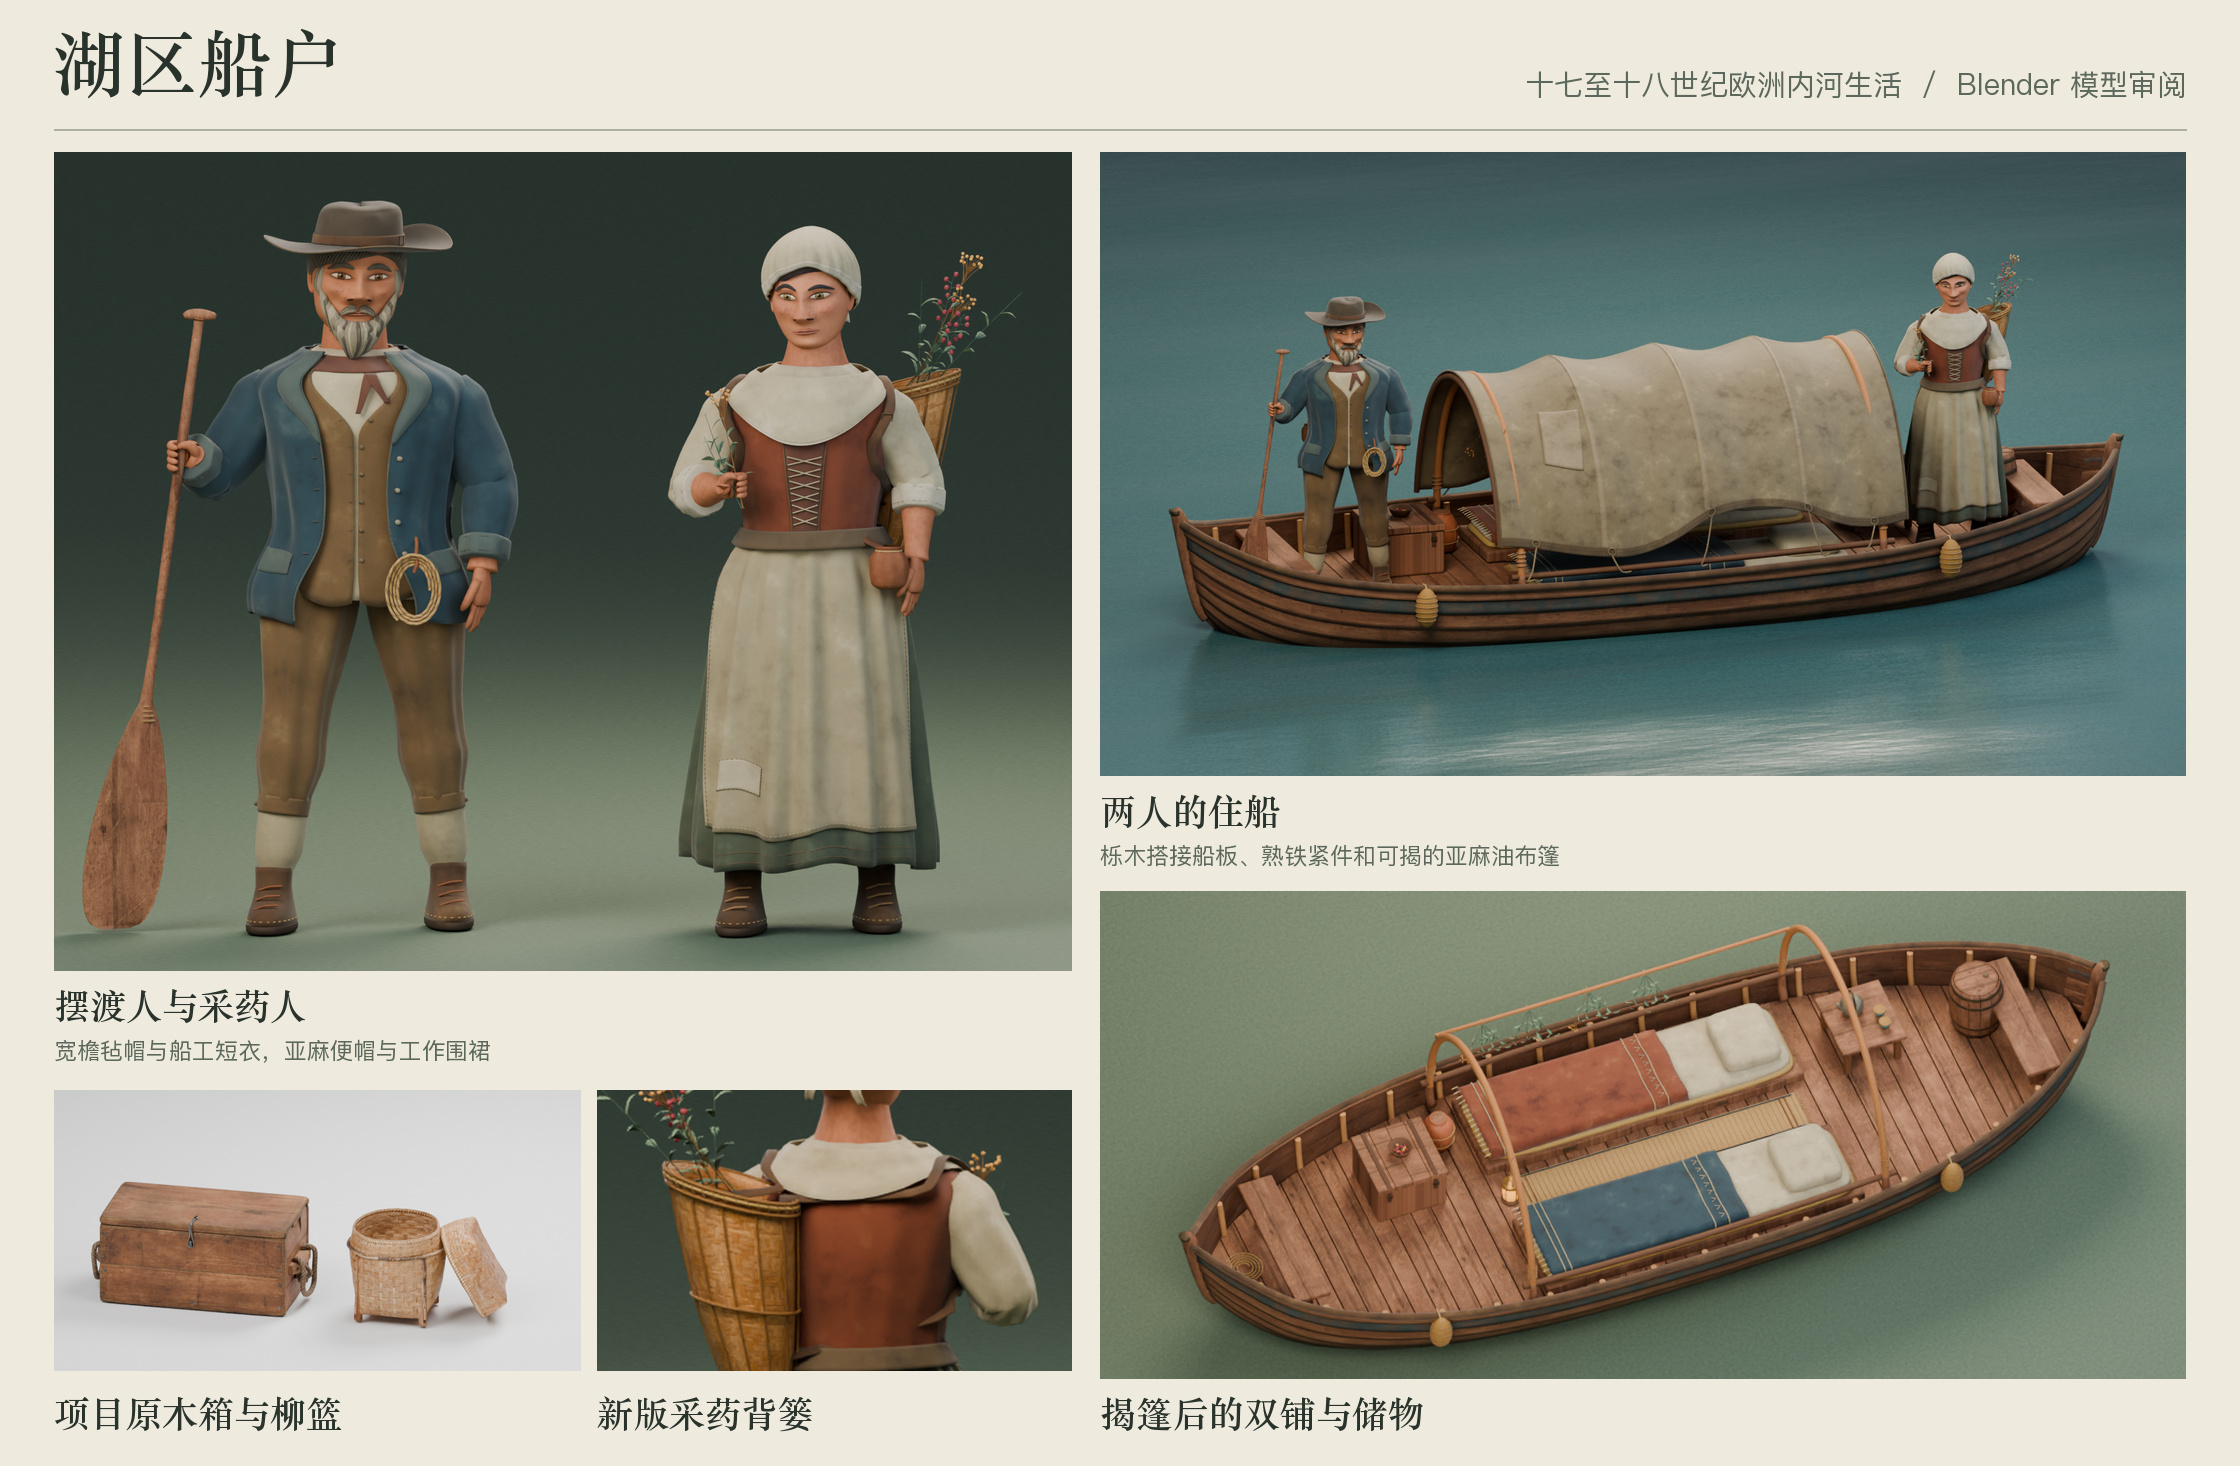 湖区船户
十七至十八世纪欧洲内河生活 / Blender 模型审阅
摆渡人与采药人
宽檐毡帽与船工短衣，亚麻便帽与工作围裙
两人的住船
栎木搭接船板、熟铁紧件和可揭的亚麻油布篷
项目原木箱与柳篮
新版采药背篓
揭篷后的双铺与储物